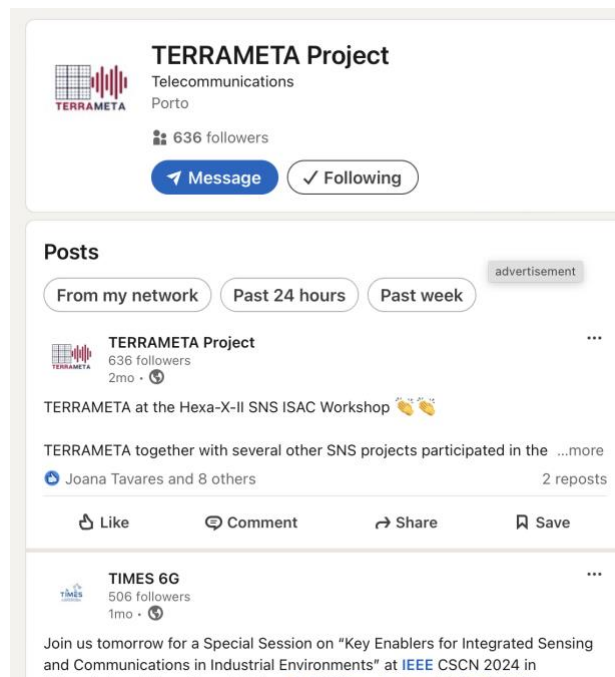 TERRAMETA Project
TERRAMETA
Telecommunications
Porto
636 followers
Message
Following
Posts
advertisement
From my network
Past 24 hours
Past week
TERRAMETA
TERRAMETA Project
636 followers
2mo •
TERRAMETA at the Hexa-X-II SNS ISAC Workshop 👏👏
TERRAMETA together with several other SNS projects participated in the ...more
Joana Tavares and 8 others
2 reposts
Like
Comment
Share
Save
TIMES
TIMES 6G
506 followers
1mo •
Join us tomorrow for a Special Session on “Key Enablers for Integrated Sensing
and Communications in Industrial Environments” at IEEE CSCN 2024 in